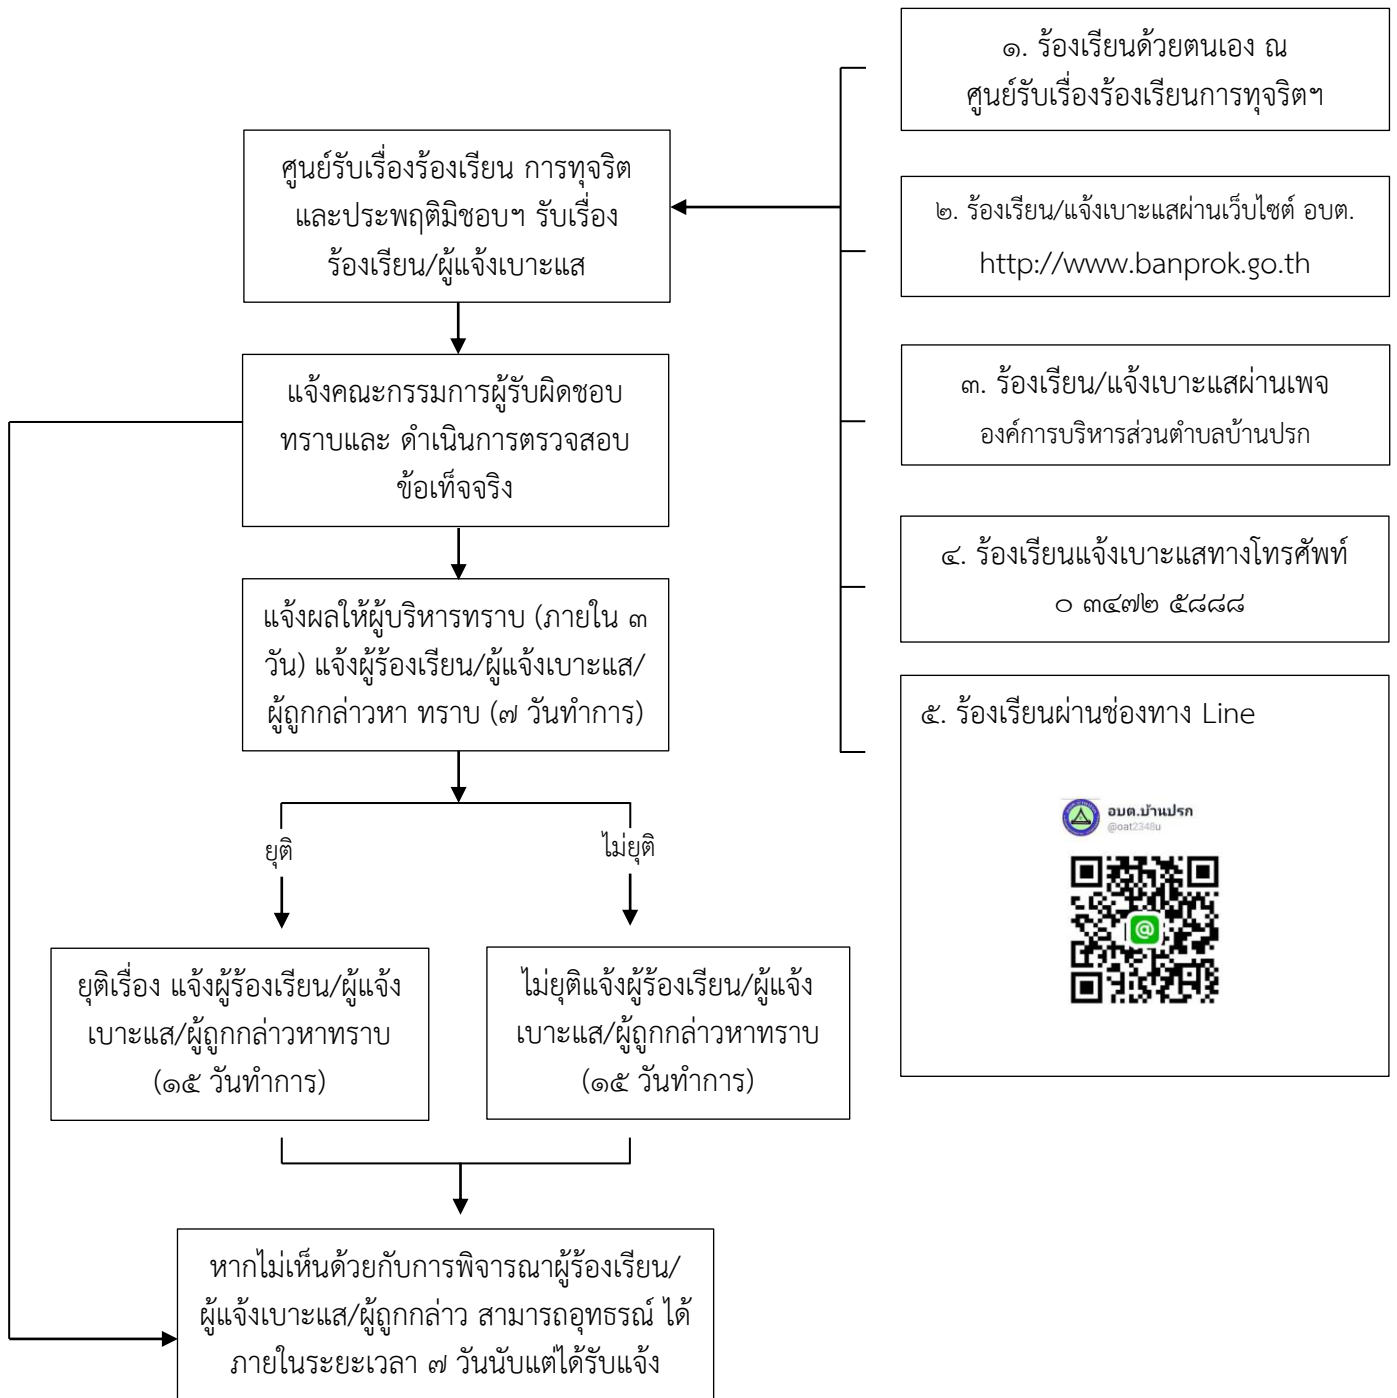 ๑. ร้องเรียนด้วยตนเอง ณ
ศูนย์รับเรื่องร้องเรียนการทุจริตฯ
ศูนย์รับเรื่องร้องเรียน การทุจริต
และประพฤติมิชอบฯ รับเรื่อง
ร้องเรียน/ผู้แจ้งเบาะแส
๒. ร้องเรียน/แจ้งเบาะแสผ่านเว็บไซต์ อบต.
http://www.banprok.go.th
๓. ร้องเรียน/แจ้งเบาะแสผ่านเพจ
องค์การบริหารส่วนตำบลบ้านปรก
แจ้งคณะกรรมการผู้รับผิดชอบ
ทราบและ ดำเนินการตรวจสอบ
ข้อเท็จจริง
๔. ร้องเรียนแจ้งเบาะแสทางโทรศัพท์
๐ ๓๔๗๒ ๕๘๘๘
แจ้งผลให้ผู้บริหารทราบ (ภายใน ๓
วัน) แจ้งผู้ร้องเรียน/ผู้แจ้งเบาะแส/
ผู้ถูกกล่าวหา ทราบ (๗ วันทำการ)
๕. ร้องเรียนผ่านช่องทาง Line
อบต.บ้านปรก
@oat2348u
ยุติ
ไม่ยุติ
ยุติเรื่อง แจ้งผู้ร้องเรียน/ผู้แจ้ง
เบาะแส/ผู้ถูกกล่าวหาทราบ
(๑๕ วันทำการ)
ไม่ยุติแจ้งผู้ร้องเรียน/ผู้แจ้ง
เบาะแส/ผู้ถูกกล่าวหาทราบ
(๑๕ วันทำการ)
หากไม่เห็นด้วยกับการพิจารณาผู้ร้องเรียน/
ผู้แจ้งเบาะแส/ผู้ถูกกล่าว สามารถอุทธรณ์ ได้
ภายในระยะเวลา ๗ วันนับแต่ได้รับแจ้ง